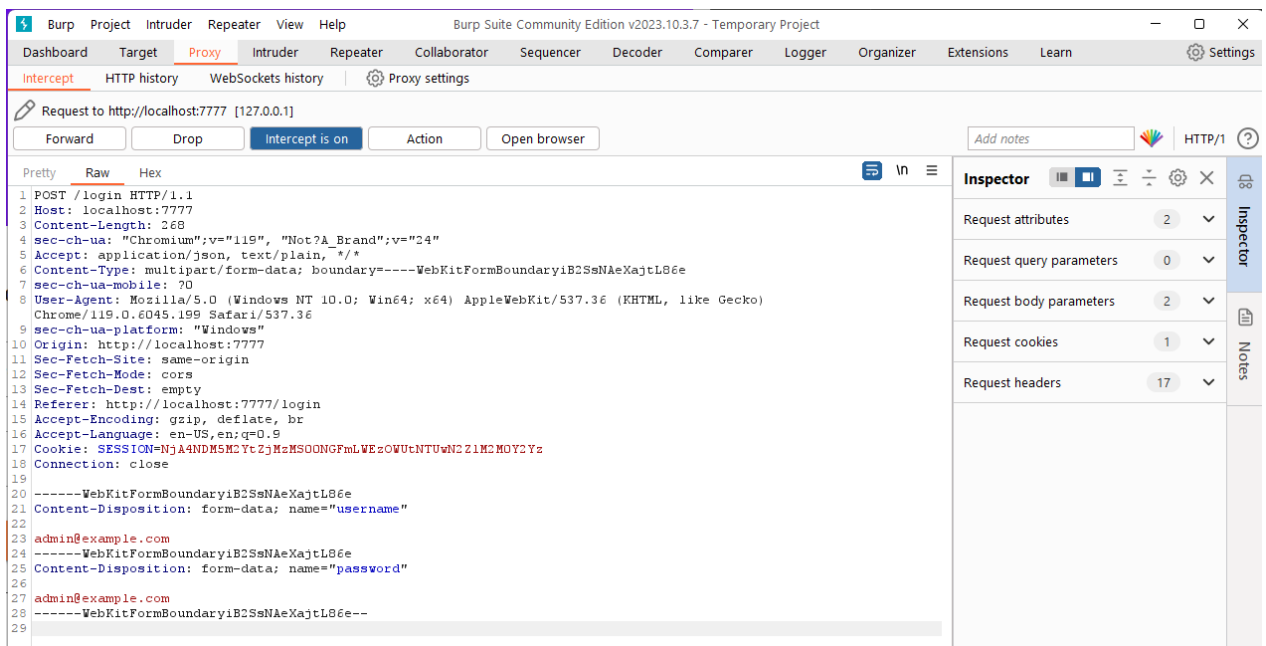 Burp Project Intruder Repeater View Help Burp Suite Community Edition v2023.10.3.7 - Temporary Project
Dashboard Target Proxy Intruder Repeater Collaborator Sequencer Decoder Comparer Logger Organizer Extensions Learn Settings
Intercept HTTP history WebSockets history Proxy settings
Request to http://localhost:7777 [127.0.0.1]
Forward Drop Intercept is on Action Open browser Add notes HTTP/1 ?
Pretty Raw Hex \n
1 POST /login HTTP/1.1
2 Host: localhost:7777
3 Content-Length: 268
4 sec-ch-ua: "Chromium";v="119", "Not?A_Brand";v="24"
5 Accept: application/json, text/plain, */*
6 Content-Type: multipart/form-data; boundary=----WebKitFormBoundaryiB2SsNAeXajtL86e
7 sec-ch-ua-mobile: ?0
8 User-Agent: Mozilla/5.0 (Windows NT 10.0; Win64; x64) AppleWebKit/537.36 (KHTML, like Gecko)
Chrome/119.0.6045.199 Safari/537.36
9 sec-ch-ua-platform: "Windows"
10 Origin: http://localhost:7777
11 Sec-Fetch-Site: same-origin
12 Sec-Fetch-Mode: cors
13 Sec-Fetch-Dest: empty
14 Referer: http://localhost:7777/login
15 Accept-Encoding: gzip, deflate, br
16 Accept-Language: en-US,en;q=0.9
17 Cookie: SESSION=NjA4NDM5M2YtZjMzMS00NGFmLWEzOWUtNTUwN2Z1M2M0Y2Yz
18 Connection: close
19
20 ------WebKitFormBoundaryiB2SsNAeXajtL86e
21 Content-Disposition: form-data; name="username"
22
23 admin@example.com
24 ------WebKitFormBoundaryiB2SsNAeXajtL86e
25 Content-Disposition: form-data; name="password"
26
27 admin@example.com
28 ------WebKitFormBoundaryiB2SsNAeXajtL86e--
29
Inspector
Request attributes 2
Request query parameters 0
Request body parameters 2
Request cookies 1
Request headers 17
Inspector
Notes